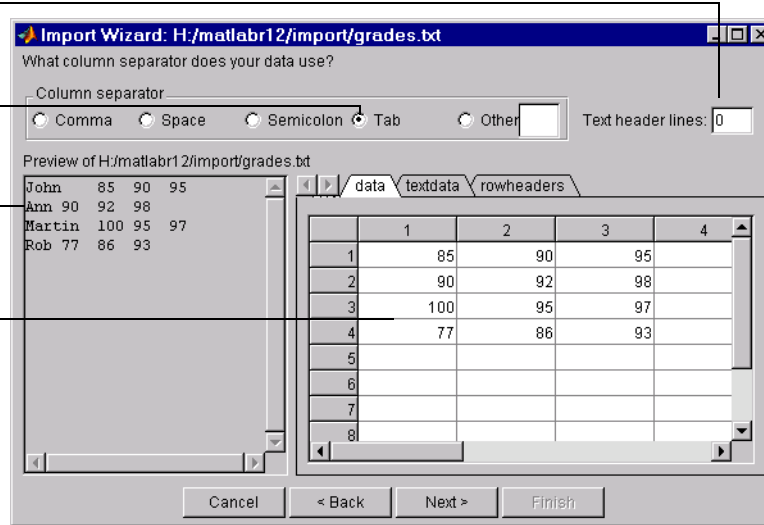 Import Wizard: H:/matlabr12/import/grades.txt
What column separator does your data use?
Column separator
Comma Space Semicolon Tab Other Text header lines: 0
Preview of H:/matlabr12/import/grades.txt
John 85 90 95
Ann 90 92 98
Martin 100 95 97
Rob 77 86 93
data textdata rowheaders
1 2 3 4
1 85 90 95
2 90 92 98
3 100 95 97
4 77 86 93
5
6
7
8
Cancel < Back Next > Finish